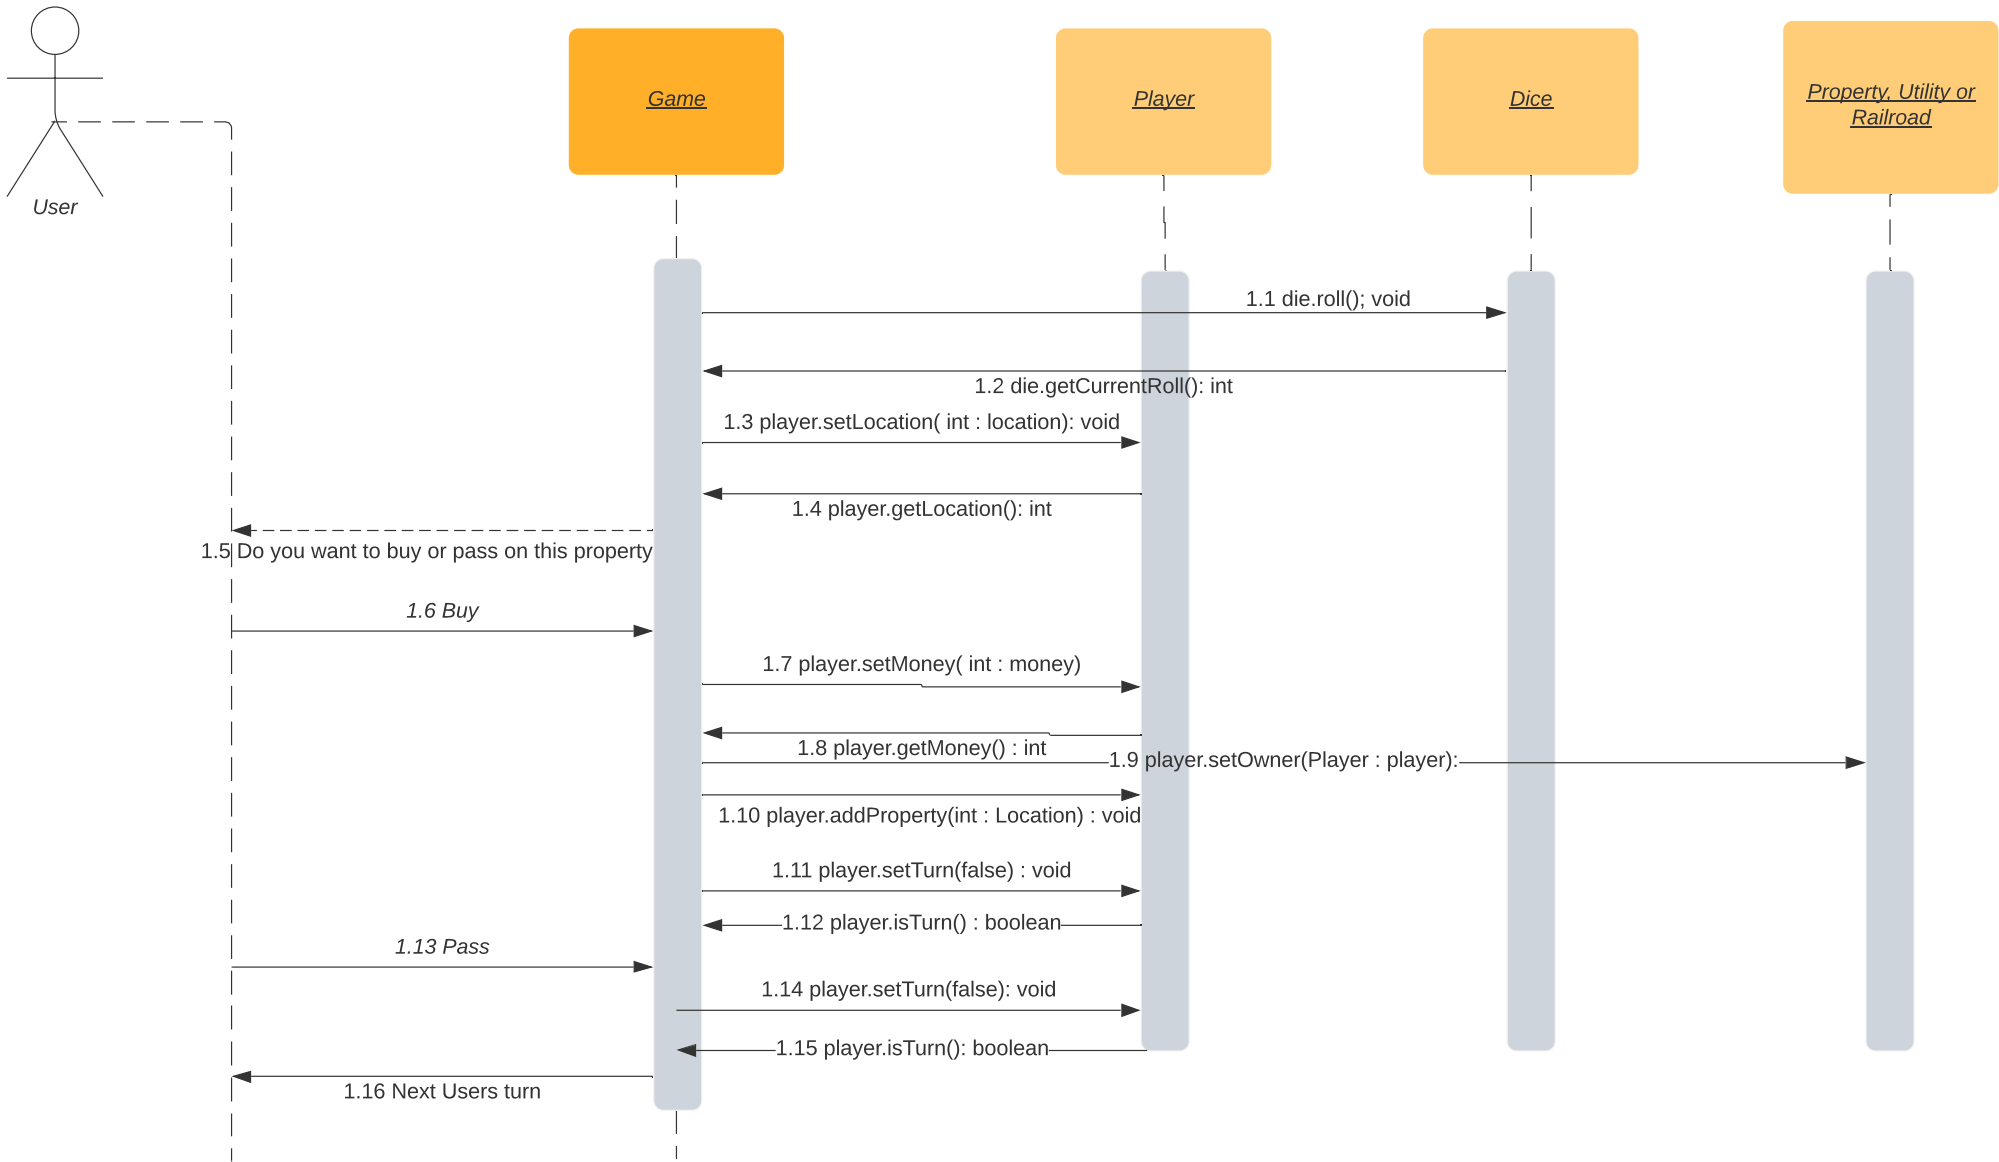 User
Game
Player
Dice
Property, Utility or
Railroad
1.1 die.roll(); void
1.2 die.getCurrentRoll(): int
1.3 player.setLocation( int : location): void
1.4 player.getLocation(): int
1.5 Do you want to buy or pass on this property
1.6 Buy
1.7 player.setMoney( int : money)
1.8 player.getMoney() : int
1.9 player.setOwner(Player : player):
1.10 player.addProperty(int : Location) : void
1.11 player.setTurn(false) : void
1.12 player.isTurn() : boolean
1.13 Pass
1.14 player.setTurn(false): void
1.15 player.isTurn(): boolean
1.16 Next Users turn